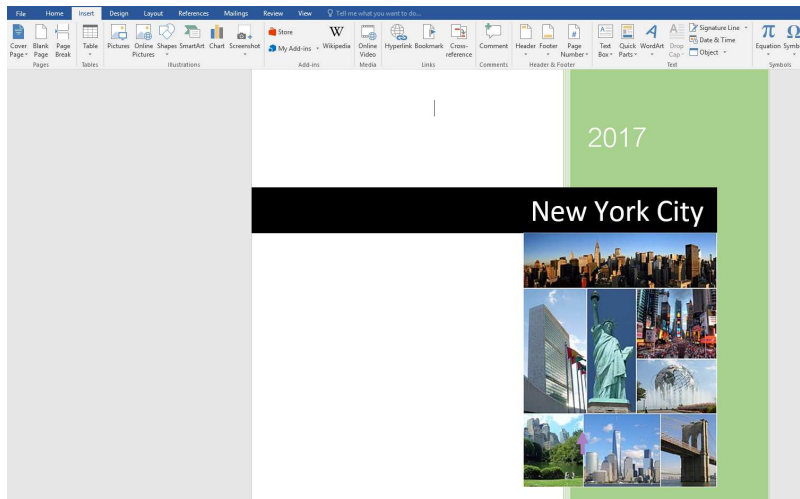 File Home Insert Design Layout References Mailings Review View Tell me what you want to do...
Cover Page Blank Page Page Break Table Pictures Online Pictures Shapes SmartArt Chart Screenshot Store My Add-ins Wikipedia Online Video Hyperlink Bookmark Cross-reference Comment Header Footer Page Number Text Box Quick Parts WordArt Drop Cap Signature Line Date & Time Object Equation Symb
Pages Tables Illustrations Add-ins Media Links Comments Header & Footer Text Symbols
2017
New York City